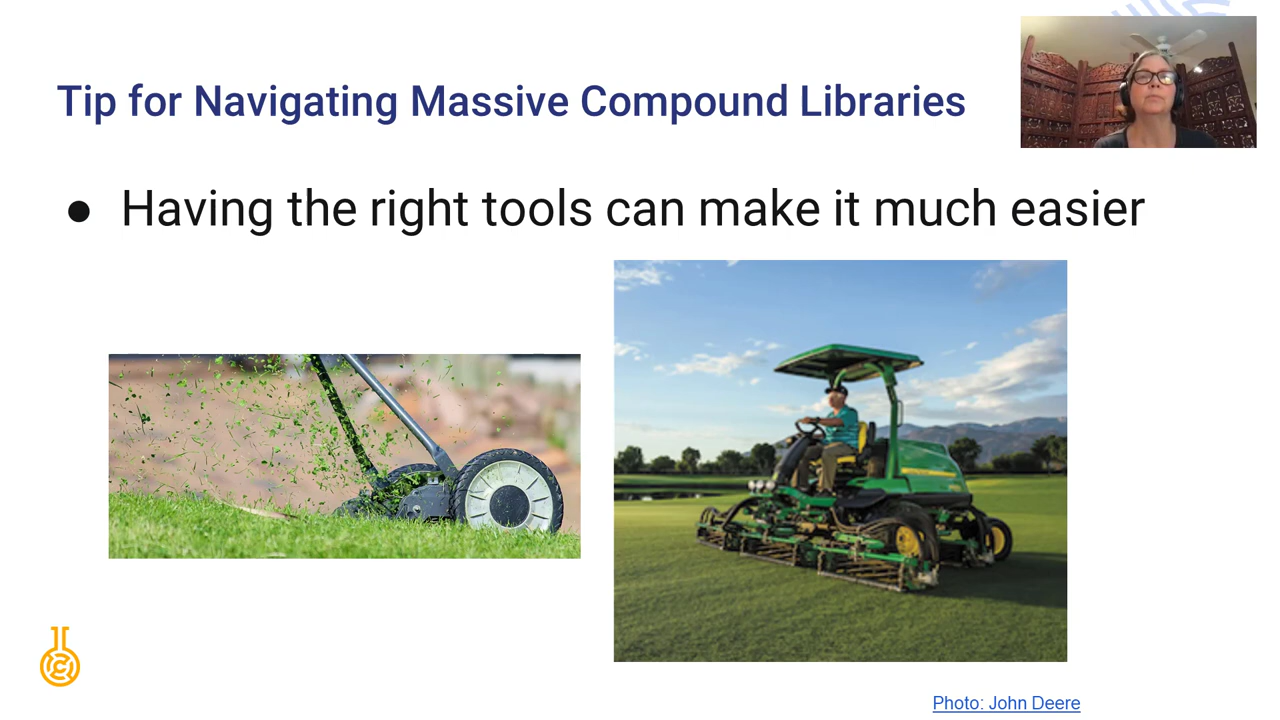 Tip for Navigating Massive Compound Libraries
● Having the right tools can make it much easier
Photo: John Deere